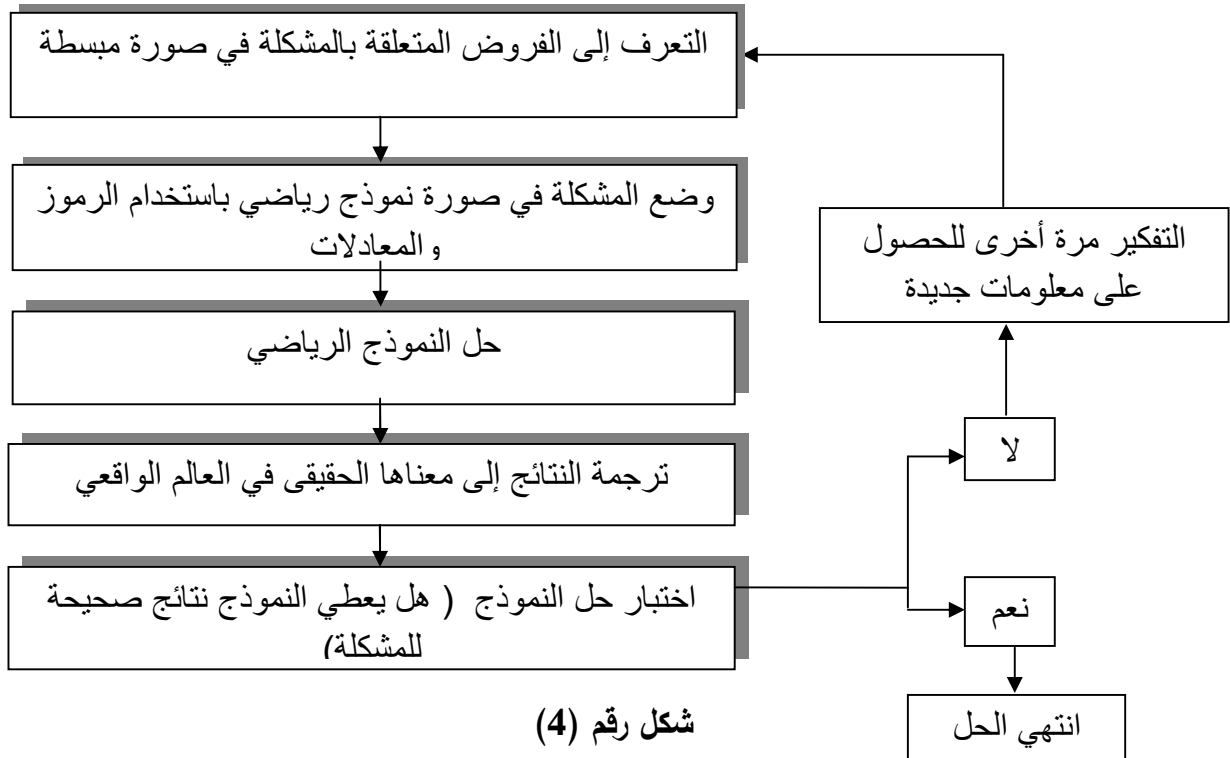 التعرف إلى الفروض المتعلقة بالمشكلة في صورة مبسطة
وضع المشكلة في صورة نموذج رياضي باستخدام الرموز
والمعادلات
حل النموذج الرياضي
ترجمة النتائج إلى معناها الحقيقى في العالم الواقعي
اختبار حل النموذج ( هل يعطي النموذج نتائج صحيحة
للمشكلة)
التفكير مرة أخرى للحصول
على معلومات جديدة
لا
نعم
انتهي الحل
شكل رقم (4)